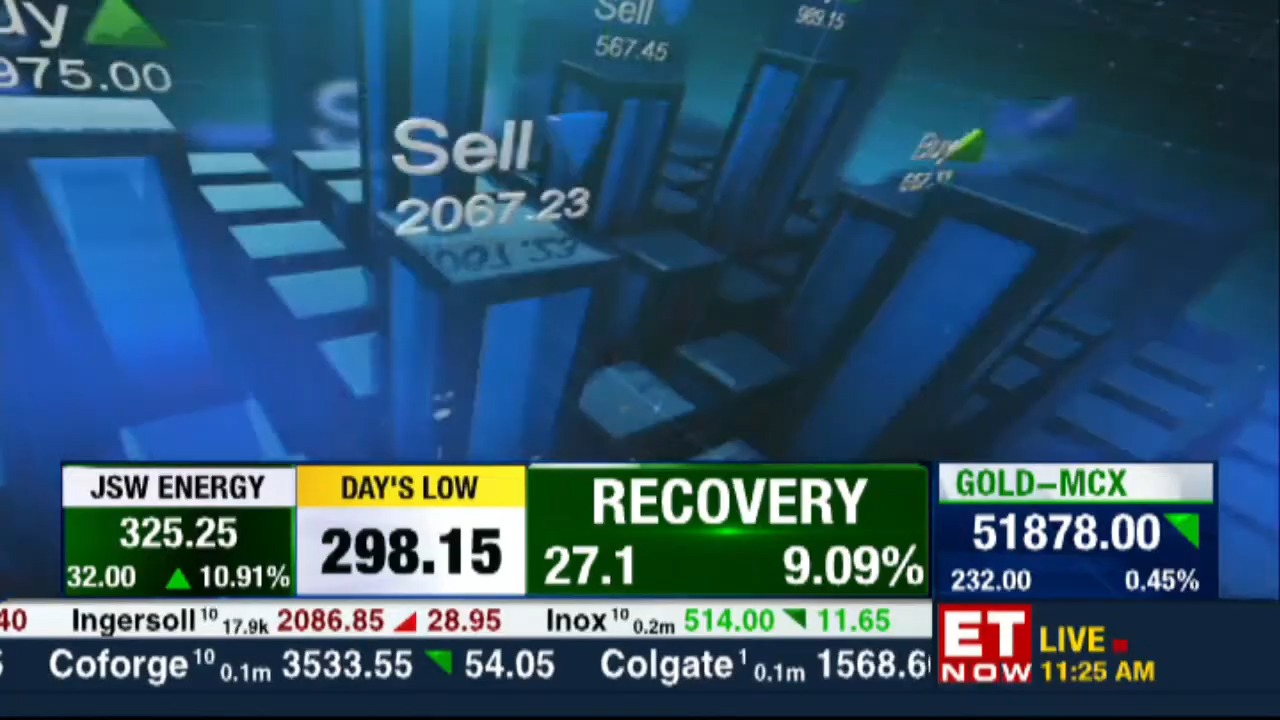 Sell
567.45
989.15
975.00
Sell
2067.23
Buy
JSW ENERGY
325.25
32.00 10.91%
DAY'S LOW
298.15
RECOVERY
27.1 9.09%
GOLD-MCX
51878.00
232.00 0.45%
40 Ingersoll 10 17.9k 2086.85 28.95 Inox 10 0.2m 514.00 11.65
Coforge 10 0.1m 3533.55 54.05 Colgate 1 0.1m 1568.6
ET NOW
LIVE
11:25 AM